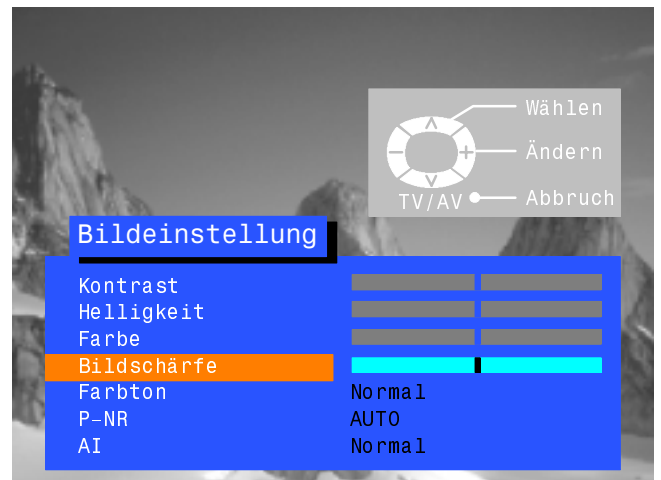 Wählen
Ändern
TV/AV Abbruch
Bildeinstellung
Kontrast
Helligkeit
Farbe
Bildschärfe
Farbton Normal
P-NR AUTO
AI Normal